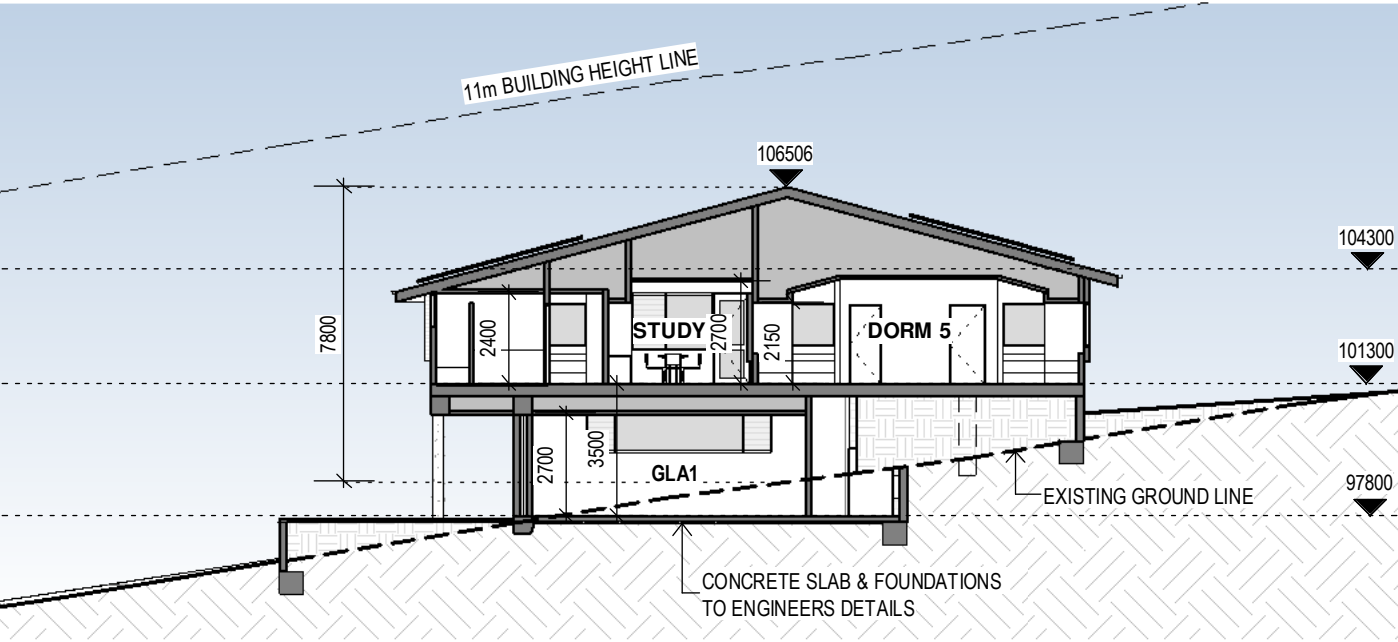 11m BUILDING HEIGHT LINE
106506
104300
7800
2400
STUDY
2700
2150
DORM 5
101300
2700
3500
GLA1
EXISTING GROUND LINE
97800
CONCRETE SLAB & FOUNDATIONS
TO ENGINEERS DETAILS